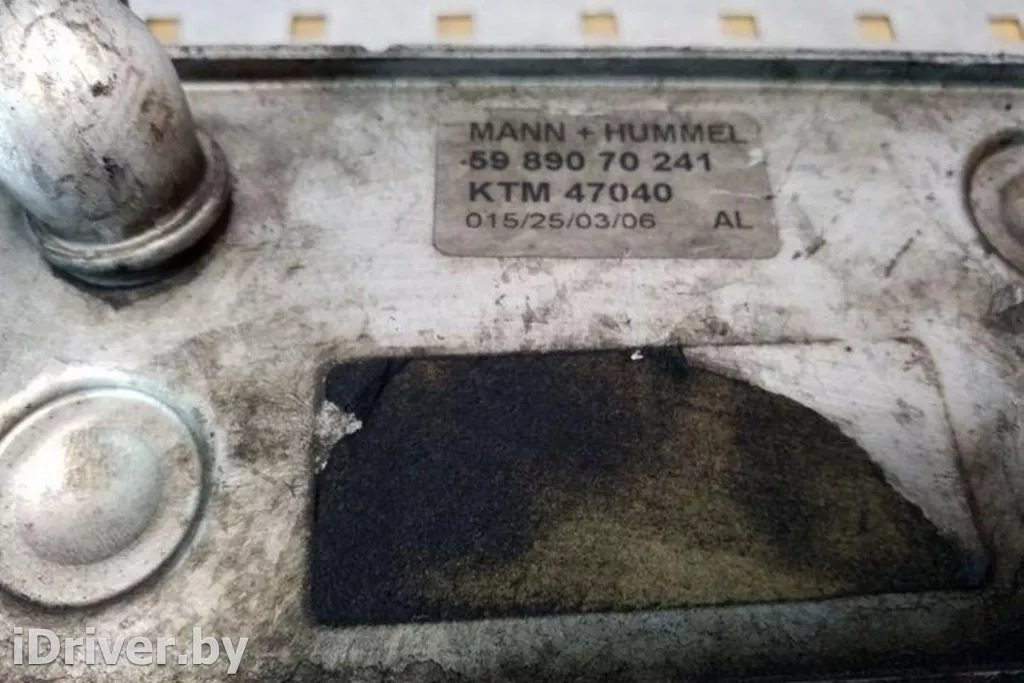 MANN + HUMMEL
59 890 70 241
KTM 47040
015/25/03/06 AL
iDriver.by